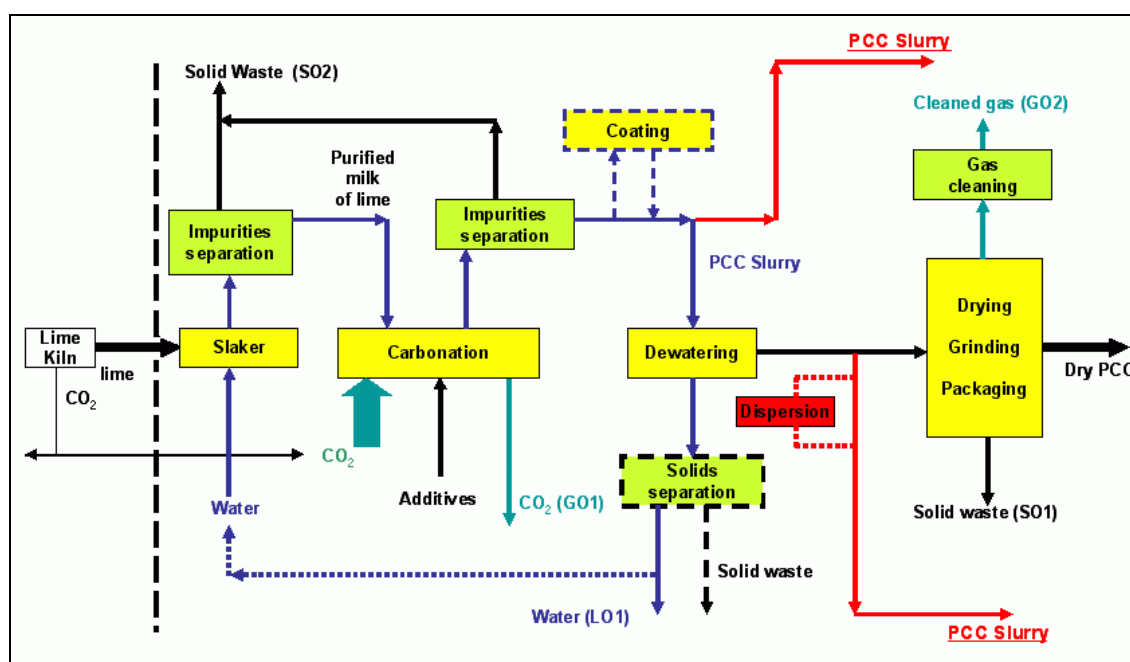 PCC Slurry
Solid Waste (SO2)
Cleaned gas (GO2)
Coating
Purified
milk
of lime
Gas
cleaning
Impurities
separation
Impurities
separation
PCC Slurry
Drying
Grinding
Packaging
Lime
Kiln
lime
Slaker
Carbonation
Dewatering
Dry PCC
CO₂
Dispersion
CO₂
Solids
separation
Additives
CO₂ (GO1)
Water
Solid waste (SO1)
Solid waste
Water (LO1)
PCC Slurry